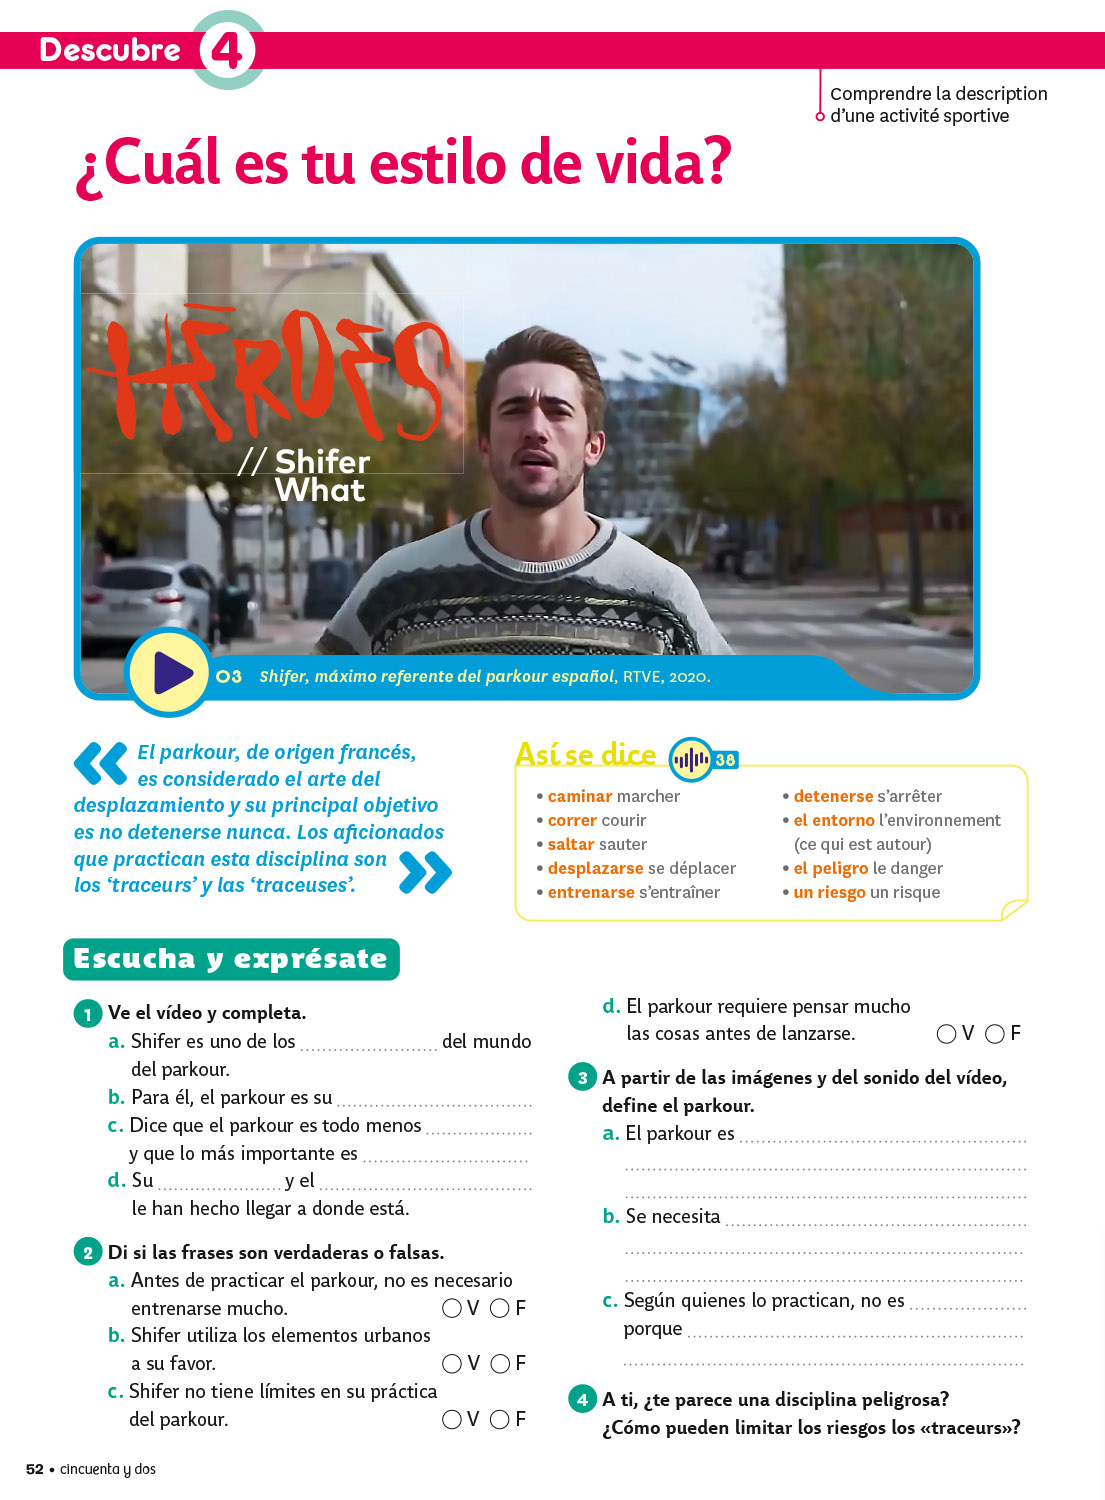 Descubre 4
Comprendre la description
d'une activité sportive
¿Cuál es tu estilo de vida?
HÉROES
// Shifer
What
03 Shifer, máximo referente del parkour español, RTVE, 2020.
« El parkour, de origen francés,
es considerado el arte del
desplazamiento y su principal objetivo
es no detenerse nunca. Los aficionados
que practican esta disciplina son
los ‘traceurs’ y las ‘traceuses’. »
Así se dice 38
• caminar marcher
• correr courir
• saltar sauter
• desplazarse se déplacer
• entrenarse s'entraîner
• detenerse s'arrêter
• el entorno l'environnement
(ce qui est autour)
• el peligro le danger
• un riesgo un risque
Escucha y exprésate
1 Ve el vídeo y completa.
a. Shifer es uno de los ........................ del mundo
del parkour.
b. Para él, el parkour es su ........................
c. Dice que el parkour es todo menos ........................
y que lo más importante es ........................
d. Su ........................ y el ........................
le han hecho llegar a donde está.
2 Di si las frases son verdaderas o falsas.
a. Antes de practicar el parkour, no es necesario
entrenarse mucho. ◯ V ◯ F
b. Shifer utiliza los elementos urbanos
a su favor. ◯ V ◯ F
c. Shifer no tiene límites en su práctica
del parkour. ◯ V ◯ F
d. El parkour requiere pensar mucho
las cosas antes de lanzarse. ◯ V ◯ F
3 A partir de las imágenes y del sonido del vídeo,
define el parkour.
a. El parkour es ........................
........................
........................
b. Se necesita ........................
........................
........................
c. Según quienes lo practican, no es ........................
porque ........................
........................
4 A ti, ¿te parece una disciplina peligrosa?
¿Cómo pueden limitar los riesgos los «traceurs»?
52 • cincuenta y dos